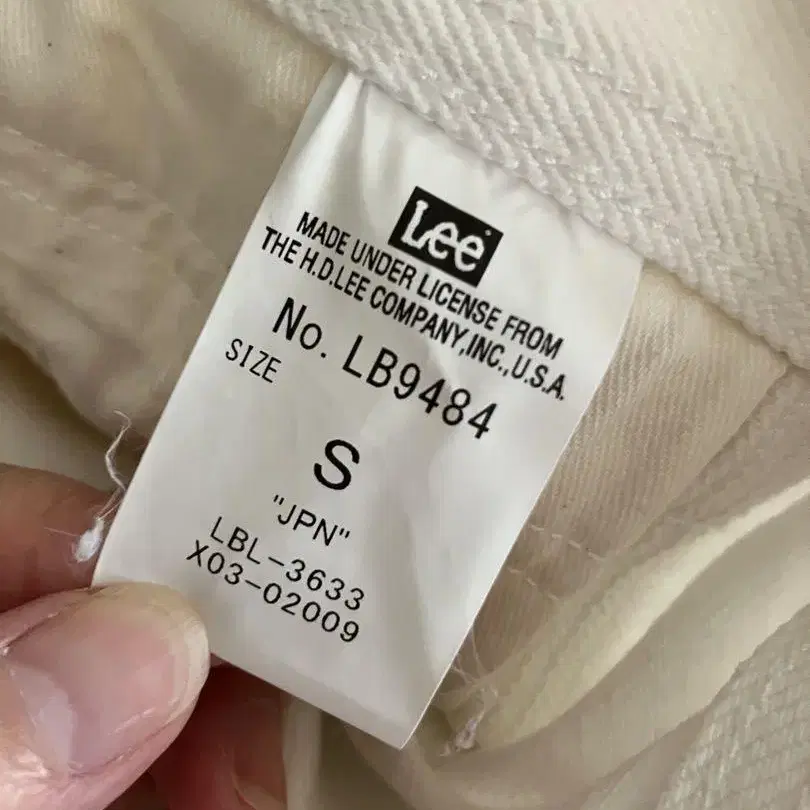 Lee
MADE UNDER LICENSE FROM
THE H.D.LEE COMPANY,INC.,U.S.A.
No. LB9484
SIZE
S
"JPN"
LBL-3633
X03-02009